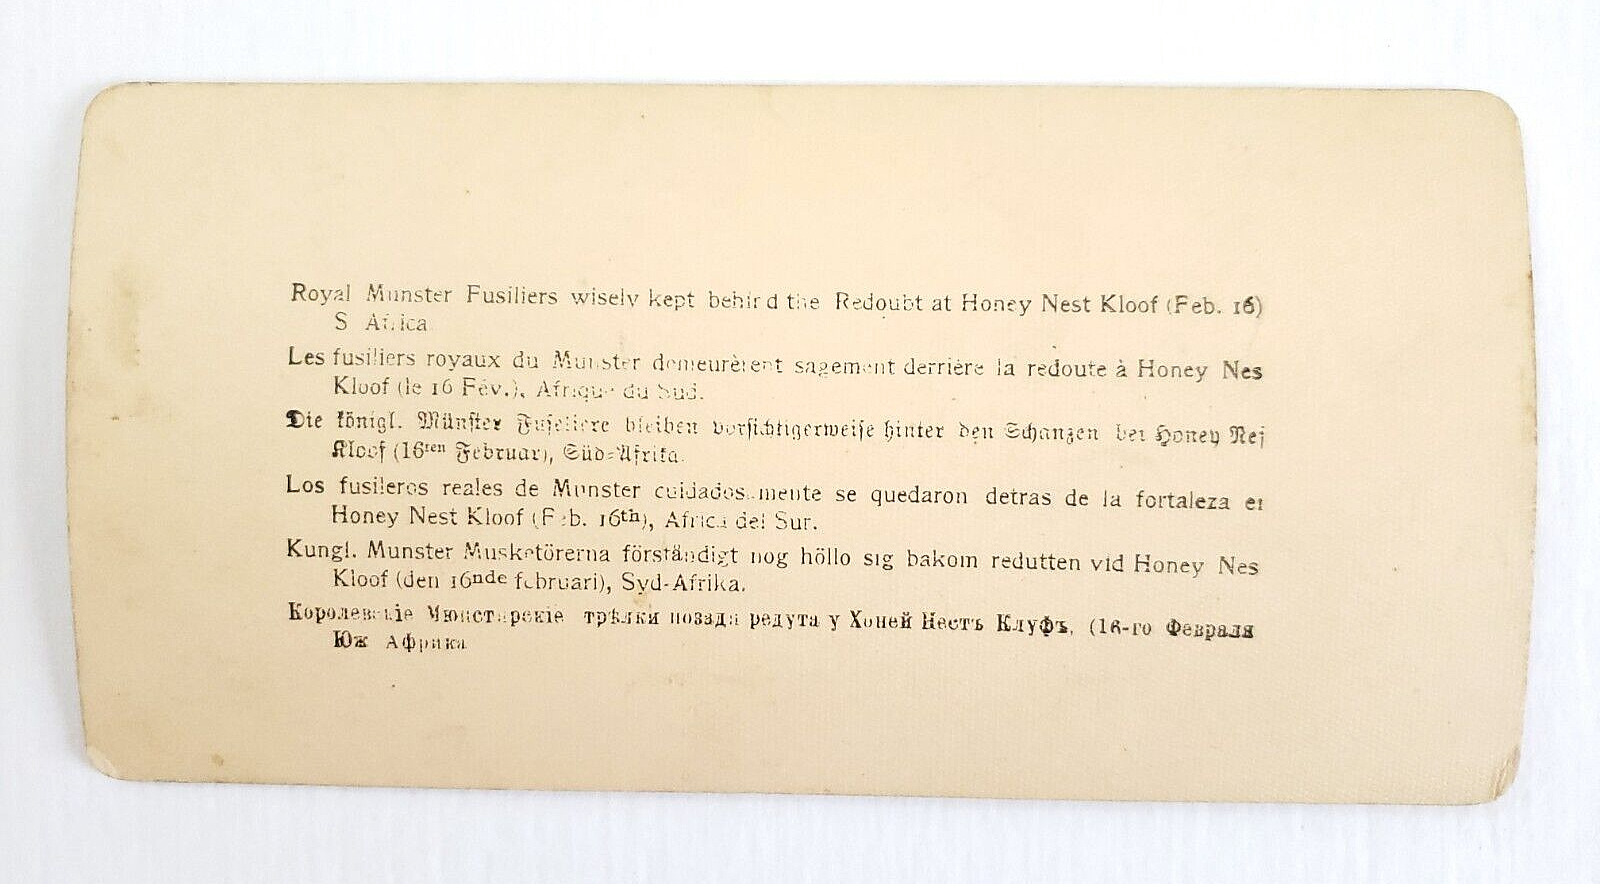 Royal Munster Fusiliers wisely kept behind the Redoubt at Honey Nest Kloof (Feb. 16)
S Africa
Les fusiliers royaux du Munster demeurèrent sagement derrière la redoute à Honey Nes
Kloof (le 16 Fév.), Afrique du Sud.
Die königl. Münster Fuseliere bleiben vorsichtigerweise hinter den Schanzen bei Honey Nes
Kloof (16ten Februar), Süd-Afrika.
Los fusileros reales de Munster cuidadosamente se quedaron detras de la fortaleza en
Honey Nest Kloof (Feb. 16th), Africa del Sur.
Kungl. Munster Musketörerna förständigt nog höllo sig bakom redutten vid Honey Nes
Kloof (den 16nde februari), Syd-Afrika.
Королевскіе Мюнстерскіе трѣлки позади редута у Хоней Нестъ Клуфъ, (16-го Февраля
Юж Африка